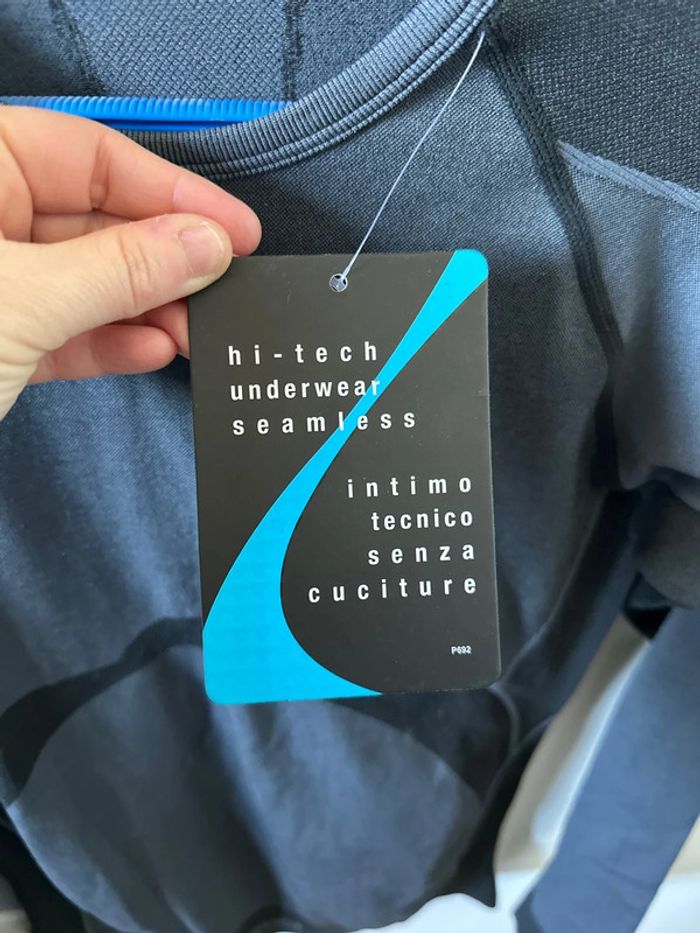 hi-tech
underwear
seamless
intimo
tecnico
senza
cuciture
P692